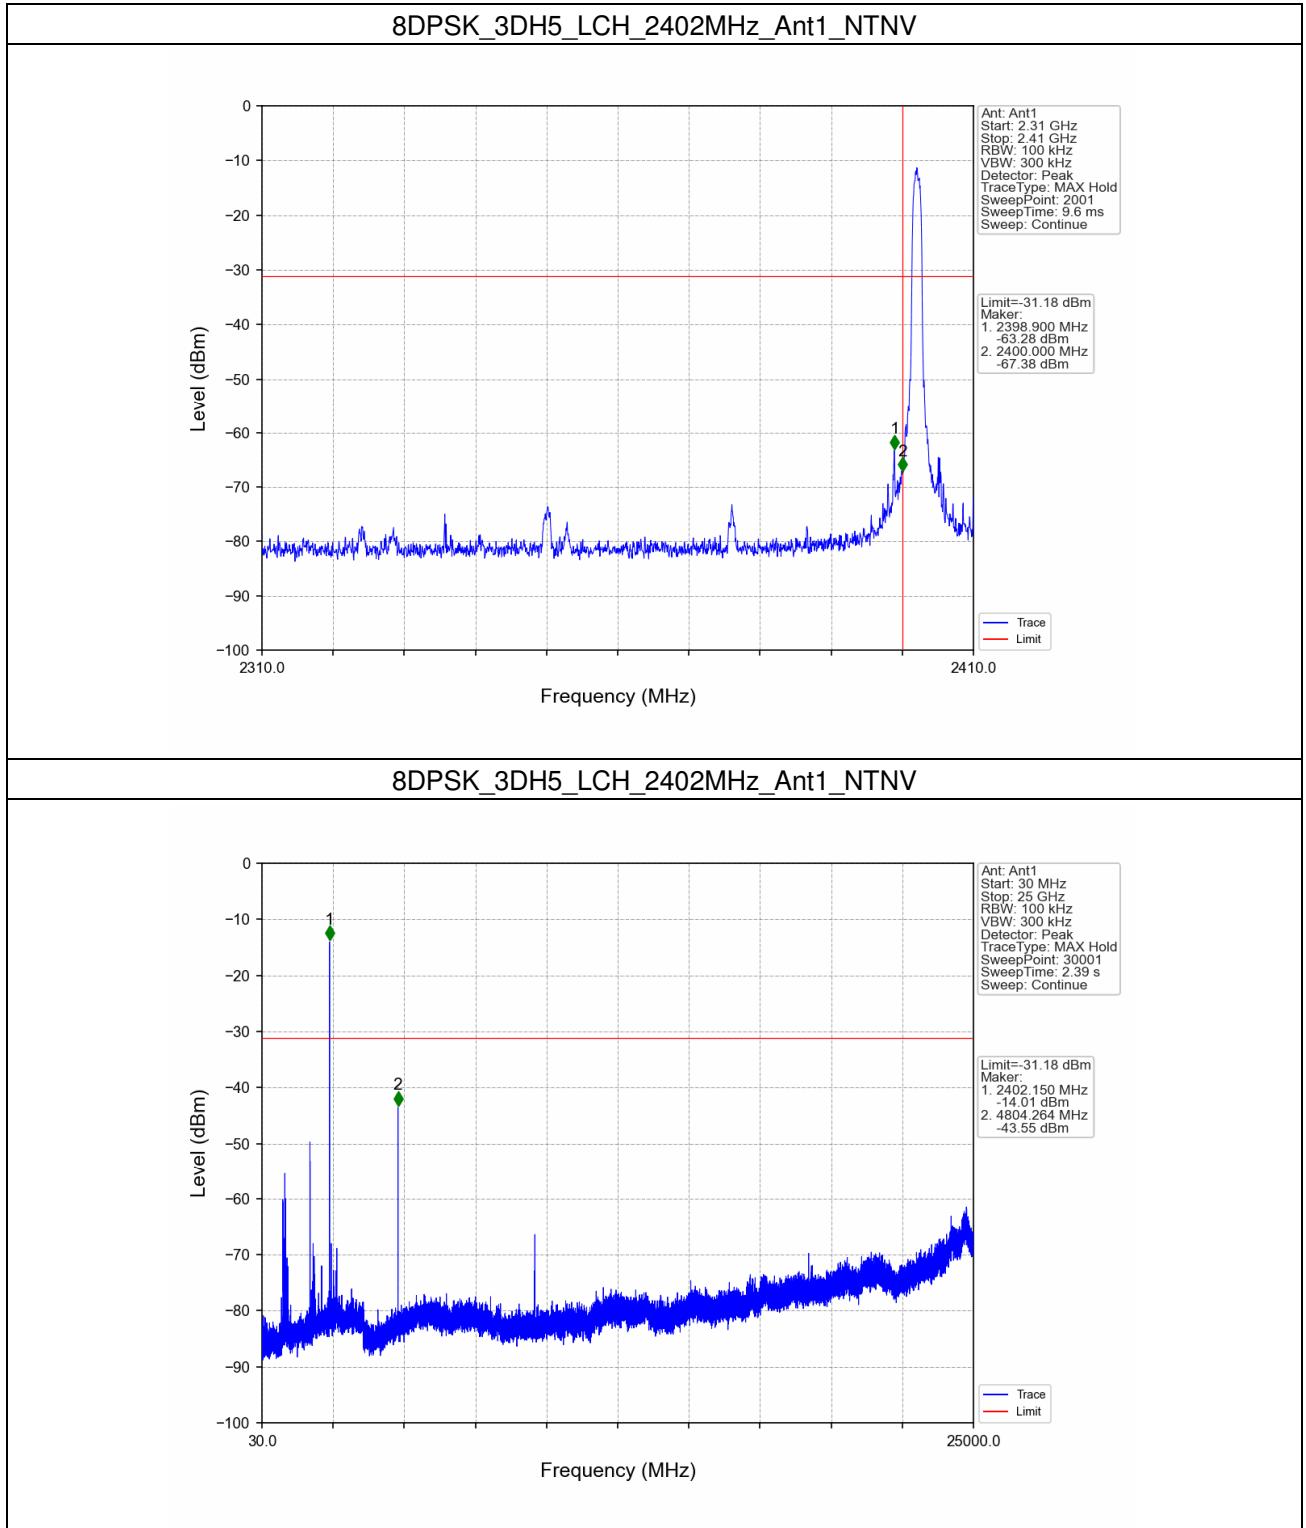 8DPSK_3DH5_LCH_2402MHz_Ant1_NTNV
0
−10
−20
−30
−40
−50
−60
−70
−80
−90
−100
Level (dBm)
2310.0
2410.0
Frequency (MHz)
1
2
Ant: Ant1
Start: 2.31 GHz
Stop: 2.41 GHz
RBW: 100 kHz
VBW: 300 kHz
Detector: Peak
TraceType: MAX Hold
SweepPoint: 2001
SweepTime: 9.6 ms
Sweep: Continue
Limit=-31.18 dBm
Maker:
1. 2398.900 MHz
-63.28 dBm
2. 2400.000 MHz
-67.38 dBm
Trace
Limit
8DPSK_3DH5_LCH_2402MHz_Ant1_NTNV
0
−10
−20
−30
−40
−50
−60
−70
−80
−90
−100
Level (dBm)
30.0
25000.0
Frequency (MHz)
1
2
Ant: Ant1
Start: 30 MHz
Stop: 25 GHz
RBW: 100 kHz
VBW: 300 kHz
Detector: Peak
TraceType: MAX Hold
SweepPoint: 30001
SweepTime: 2.39 s
Sweep: Continue
Limit=-31.18 dBm
Maker:
1. 2402.150 MHz
-14.01 dBm
2. 4804.264 MHz
-43.55 dBm
Trace
Limit